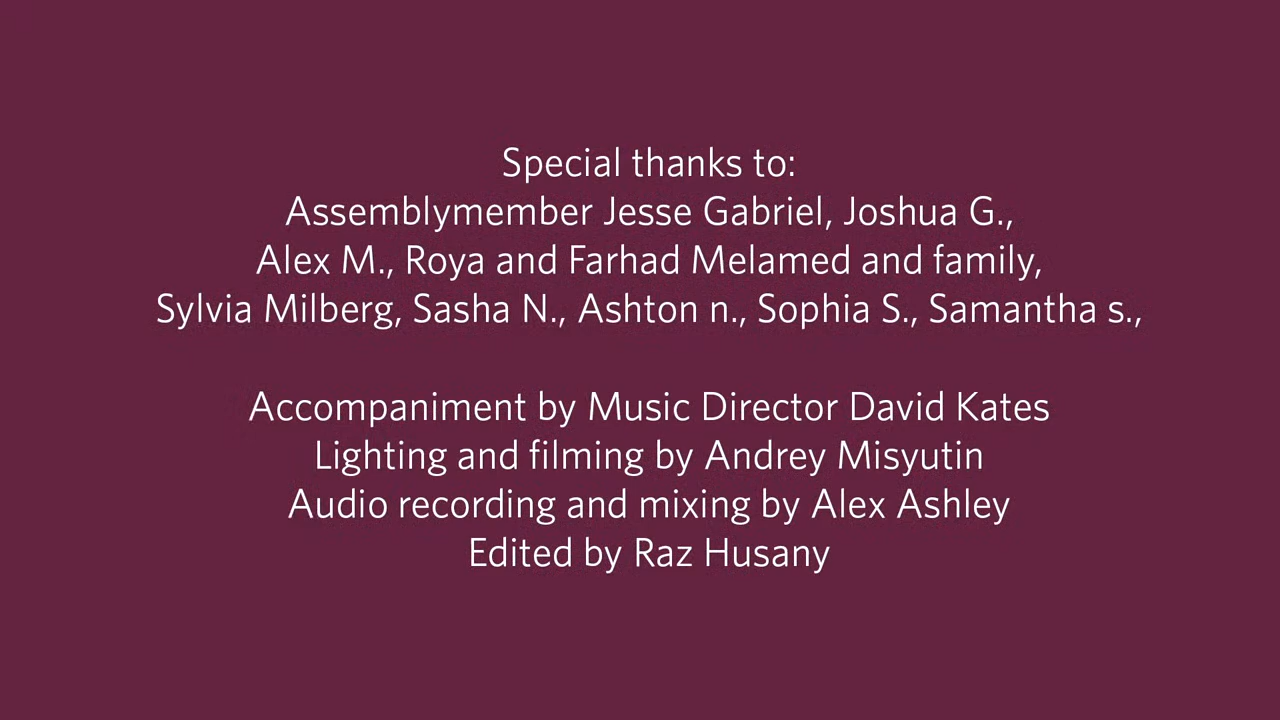 Special thanks to:
Assemblymember Jesse Gabriel, Joshua G.,
Alex M., Roya and Farhad Melamed and family,
Sylvia Milberg, Sasha N., Ashton n., Sophia S., Samantha s.,
Accompaniment by Music Director David Kates
Lighting and filming by Andrey Misyutin
Audio recording and mixing by Alex Ashley
Edited by Raz Husany